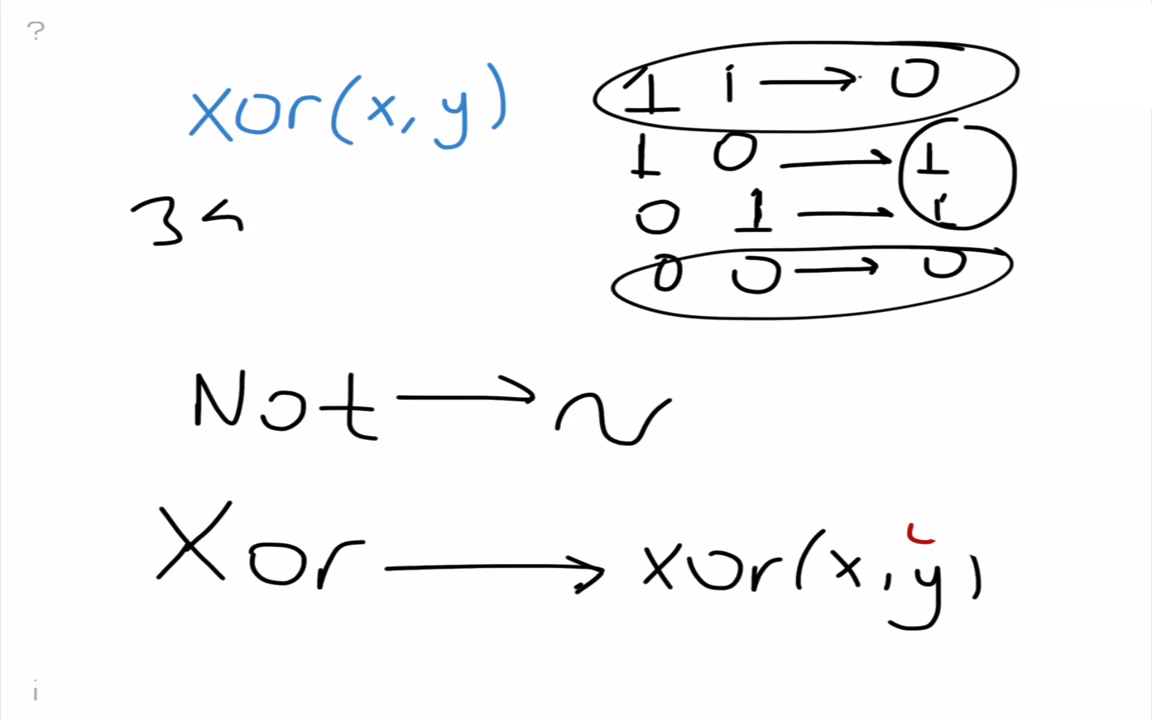 ?
xor(x, y)
1 1 → 0
1 0 → 1
0 1 → 1
0 0 → 0
Not → ~
Xor → xor(x, y)
i